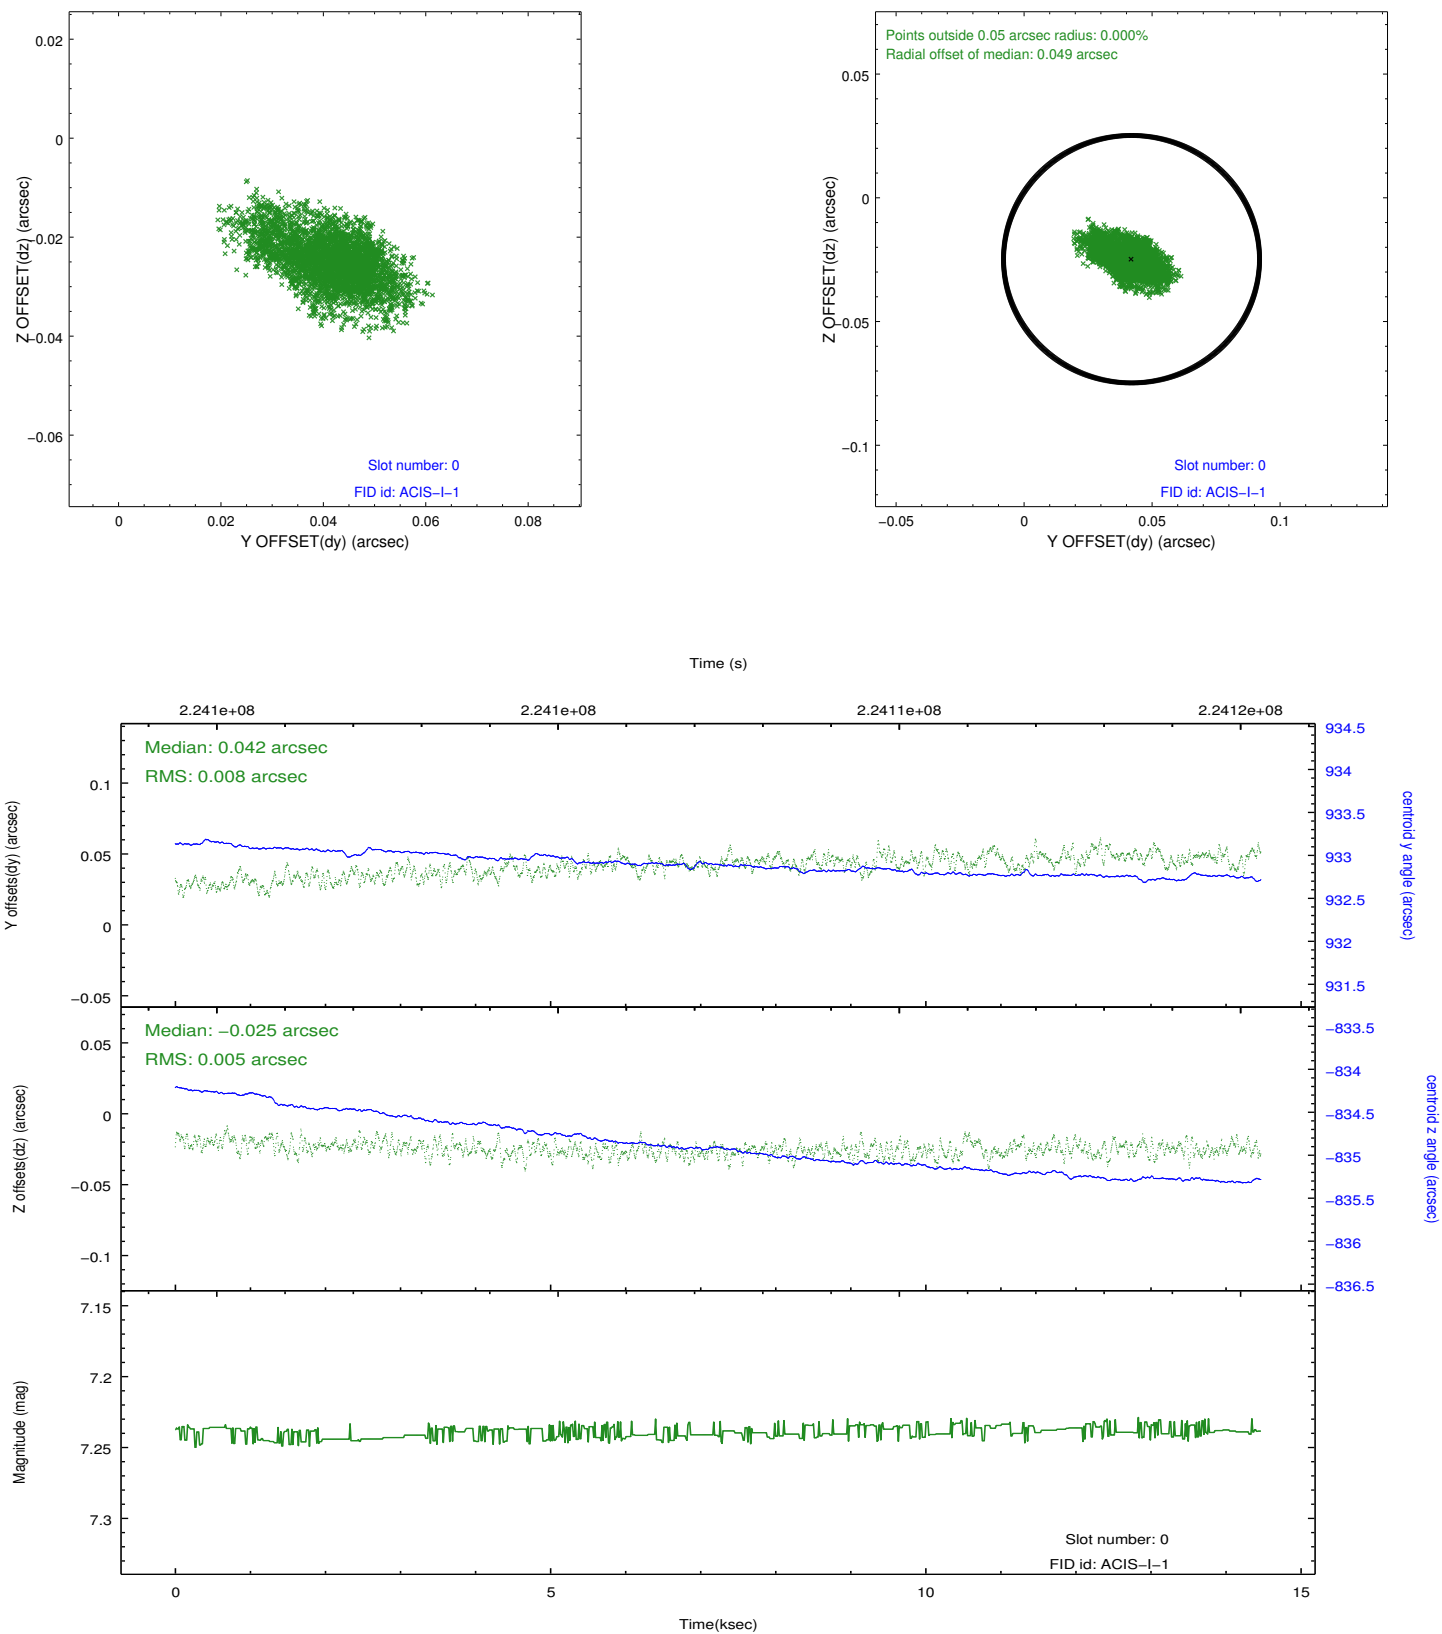 0.02
0
−0.02
−0.04
−0.06
Z OFFSET(dz) (arcsec)
Slot number: 0
FID id: ACIS−I−1
0
0.02
0.04
0.06
0.08
Y OFFSET(dy) (arcsec)
Points outside 0.05 arcsec radius: 0.000%
Radial offset of median: 0.049 arcsec
0.05
0
−0.05
−0.1
Z OFFSET(dz) (arcsec)
Slot number: 0
FID id: ACIS−I−1
−0.05
0
0.05
0.1
Y OFFSET(dy) (arcsec)
Time (s)
2.241e+08
2.241e+08
2.2411e+08
2.2412e+08
Median: 0.042 arcsec
RMS: 0.008 arcsec
0.1
0.05
0
−0.05
Y offsets(dy) (arcsec)
934.5
934
933.5
933
932.5
932
931.5
centroid y angle (arcsec)
Median: −0.025 arcsec
RMS: 0.005 arcsec
0.05
0
−0.05
−0.1
Z offsets(dz) (arcsec)
−833.5
−834
−834.5
−835
−835.5
−836
−836.5
centroid z angle (arcsec)
7.15
7.2
7.25
7.3
Magnitude (mag)
Slot number: 0
FID id: ACIS−I−1
0
5
10
15
Time(ksec)